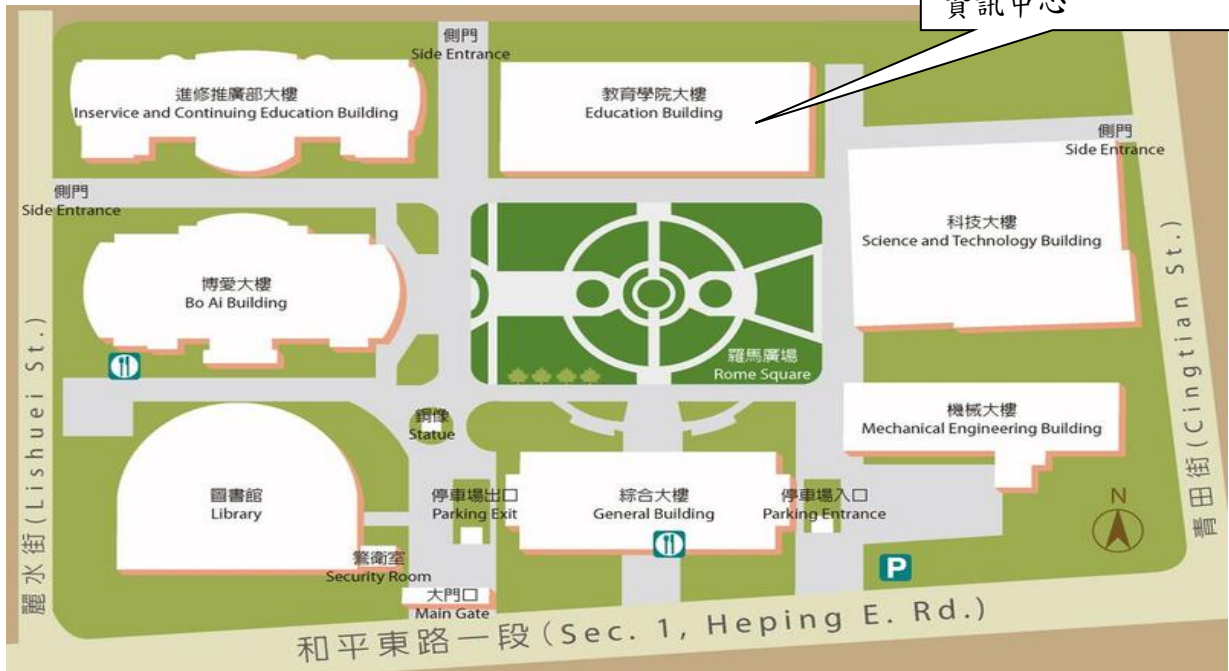 資訊中心
側門
Side Entrance
進修推廣部大樓
Inservice and Continuing Education Building
教育學院大樓
Education Building
側門
Side Entrance
側門
Side Entrance
科技大樓
Science and Technology Building
博愛大樓
Bo Ai Building
羅馬廣場
Rome Square
銅像
Statue
機械大樓
Mechanical Engineering Building
圖書館
Library
停車場出口
Parking Exit
綜合大樓
General Building
停車場入口
Parking Entrance
N
警衛室
Security Room
P
大門口
Main Gate
麗水街(Lishuei St.)
青田街(Cingtian St.)
和平東路一段(Sec. 1, Heping E. Rd.)